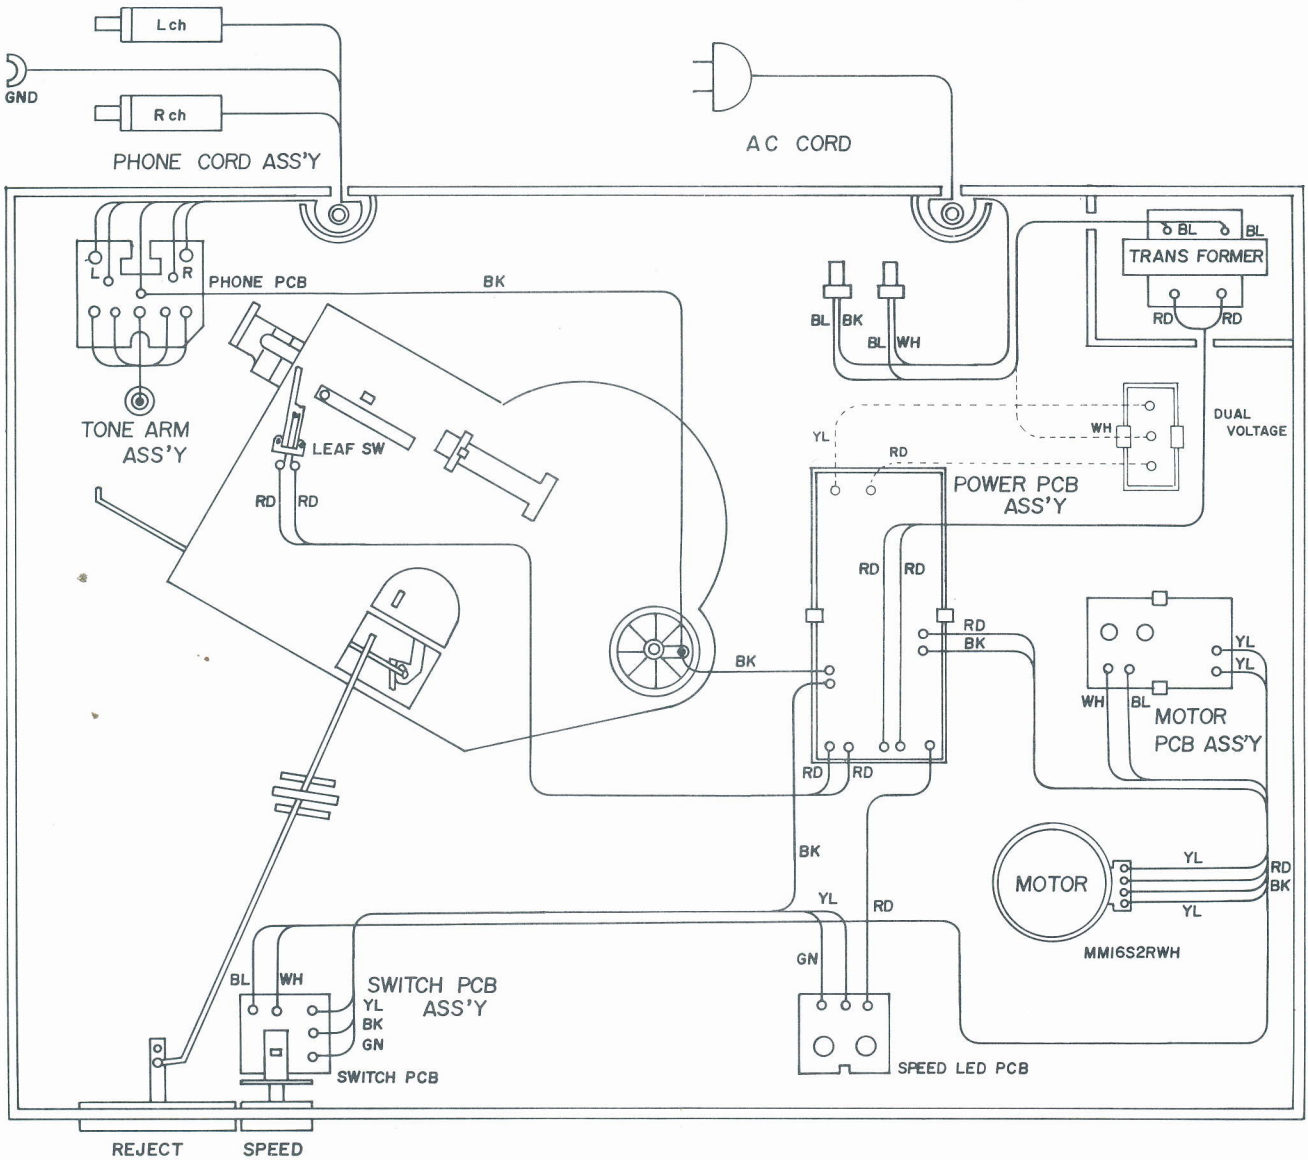 Lch
GND
Rch
PHONE CORD ASS'Y
AC CORD
BL
BL
TRANS FORMER
L
R
PHONE PCB
BK
BL
BK
BL
WH
RD
RD
TONE ARM
ASS'Y
LEAF SW
RD
RD
YL
RD
WH
DUAL
VOLTAGE
POWER PCB
ASS'Y
RD
RD
RD
BK
YL
YL
BK
WH
BL
MOTOR
PCB ASS'Y
RD
RD
BK
MOTOR
YL
RD
BK
YL
MM16S2RWH
YL
RD
GN
BL
WH
SWITCH PCB
ASS'Y
YL
BK
GN
SWITCH PCB
SPEED LED PCB
REJECT
SPEED